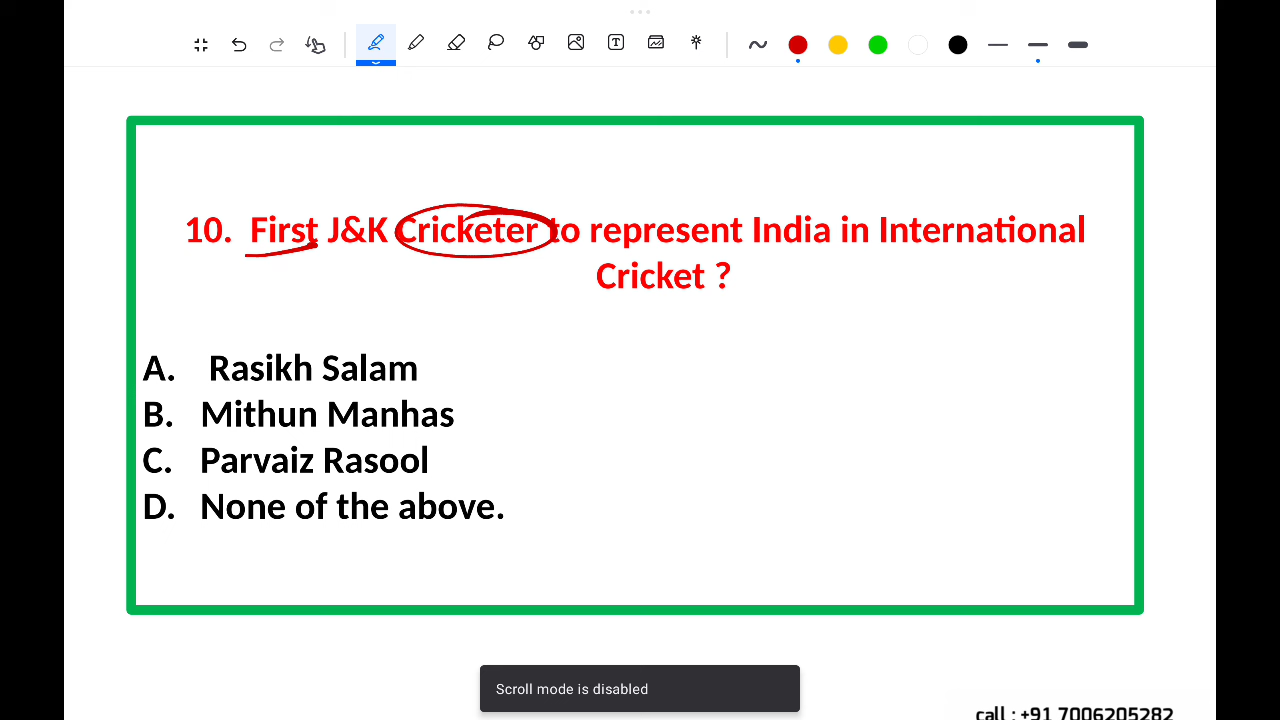 10. First J&K Cricketer to represent India in International
Cricket ?
A. Rasikh Salam
B. Mithun Manhas
C. Parvaiz Rasool
D. None of the above.
Scroll mode is disabled
call : +91 7006205282